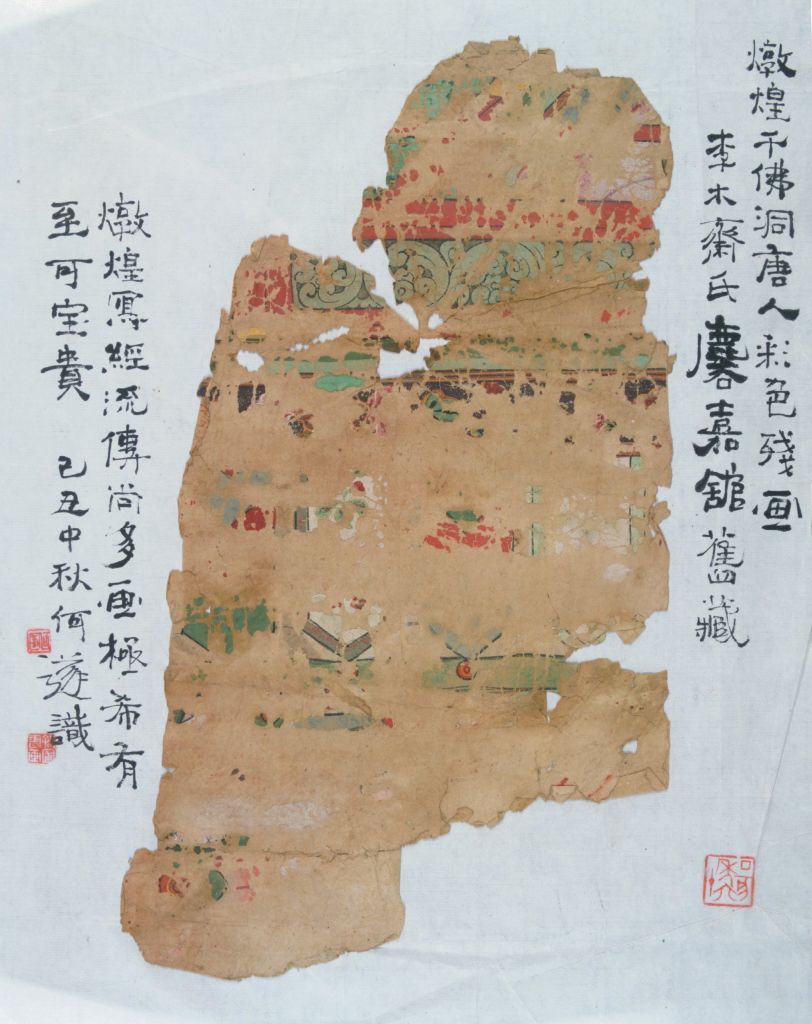 燉煌千佛洞唐人彩色殘画
李木齋氏麐嘉舘舊藏
燉煌寫經流傳尚多画極希有
至可宝貴 己丑中秋何遂識